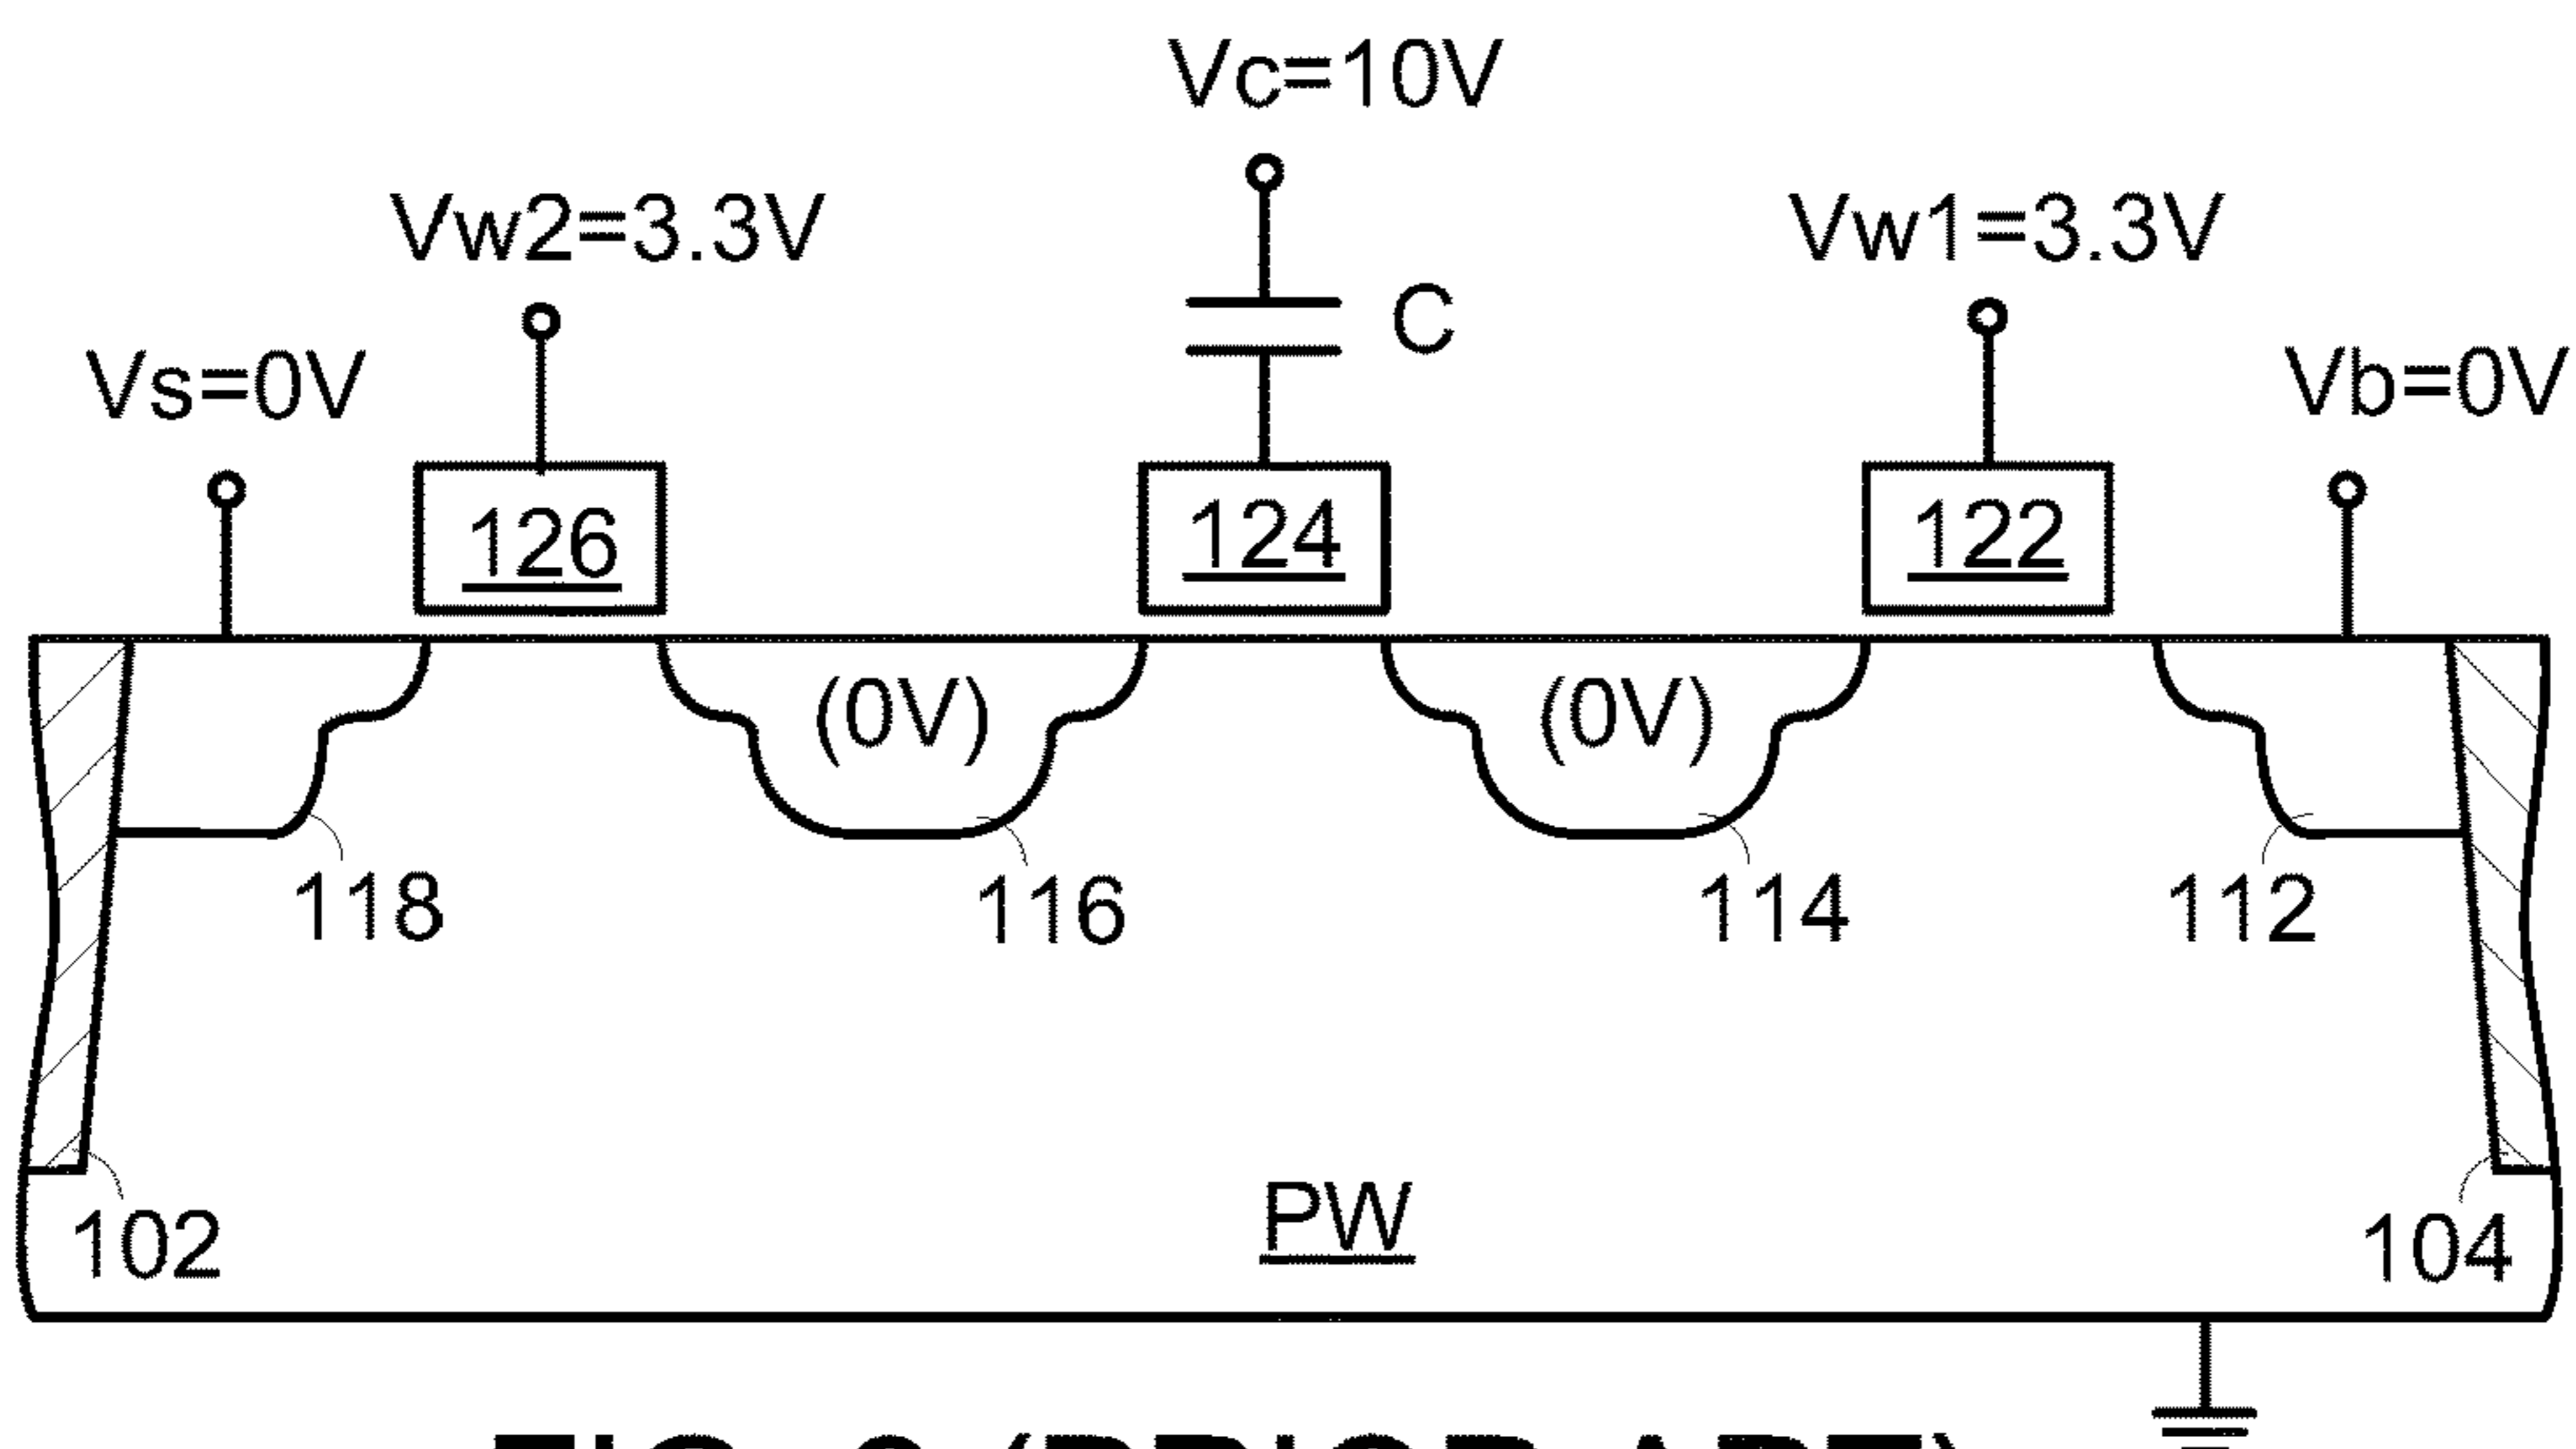 Vc=10V
Vw2=3.3V
Vw1=3.3V
C
Vs=0V
Vb=0V
126
124
122
(0V)
(0V)
118
116
114
112
PW
102
104